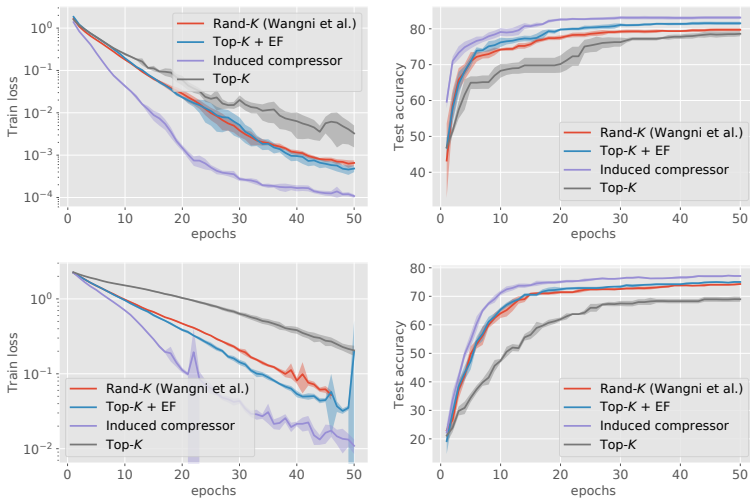 10⁰
10⁻¹
10⁻²
10⁻³
10⁻⁴
Train loss
0 10 20 30 40 50
epochs
Rand-K (Wangni et al.)
Top-K + EF
Induced compressor
Top-K
80
70
60
50
40
Test accuracy
0 10 20 30 40 50
epochs
Rand-K (Wangni et al.)
Top-K + EF
Induced compressor
Top-K
10⁰
10⁻¹
10⁻²
Train loss
0 10 20 30 40 50
epochs
Rand-K (Wangni et al.)
Top-K + EF
Induced compressor
Top-K
80
70
60
50
40
30
20
Test accuracy
0 10 20 30 40 50
epochs
Rand-K (Wangni et al.)
Top-K + EF
Induced compressor
Top-K